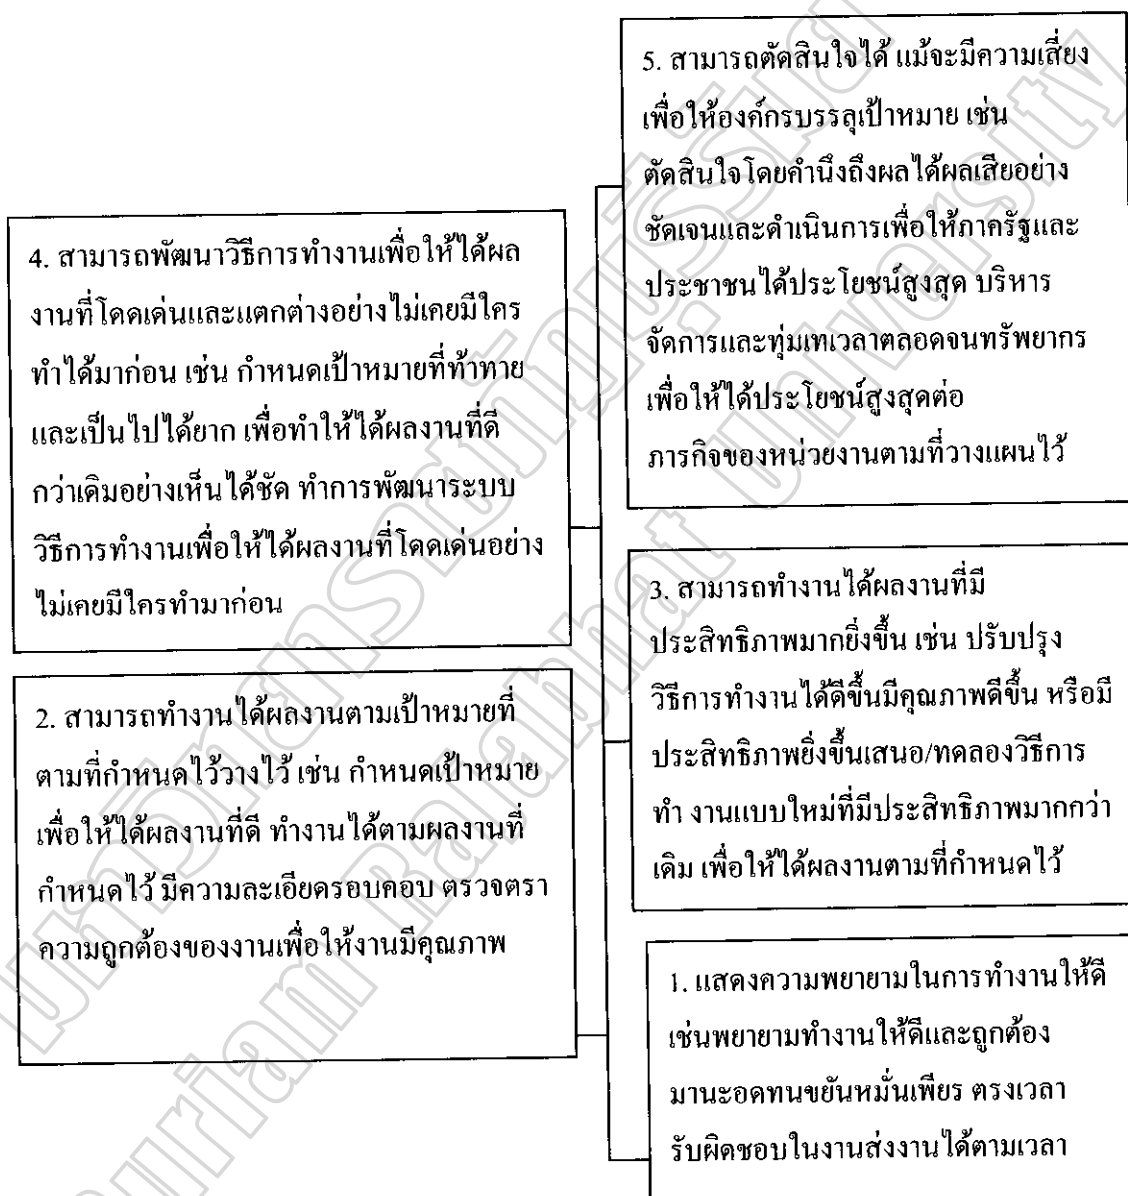 5. สามารถตัดสินใจได้ แม้จะมีความเสี่ยง
เพื่อให้องค์กรบรรลุเป้าหมาย เช่น
ตัดสินใจโดยคำนึงถึงผลได้ผลเสียอย่าง
ชัดเจนและดำเนินการเพื่อให้ภาครัฐและ
ประชาชนได้ประโยชน์สูงสุด บริหาร
จัดการและทุ่มเทเวลาตลอดจนทรัพยากร
เพื่อให้ได้ประโยชน์สูงสุดต่อ
ภารกิจของหน่วยงานตามที่วางแผนไว้
4. สามารถพัฒนาวิธีการทำงานเพื่อให้ได้ผล
งานที่โดดเด่นและแตกต่างอย่างไม่เคยมีใคร
ทำได้มาก่อน เช่น กำหนดเป้าหมายที่ท้าทาย
และเป็นไปได้ยาก เพื่อทำให้ได้ผลงานที่ดี
กว่าเดิมอย่างเห็นได้ชัด ทำการพัฒนาระบบ
วิธีการทำงานเพื่อให้ได้ผลงานที่โดดเด่นอย่าง
ไม่เคยมีใครทำมาก่อน
3. สามารถทำงานได้ผลงานที่มี
ประสิทธิภาพมากยิ่งขึ้น เช่น ปรับปรุง
วิธีการทำงานได้ดีขึ้นมีคุณภาพดีขึ้น หรือมี
ประสิทธิภาพยิ่งขึ้นเสนอ/ทดลองวิธีการ
ทำ งานแบบใหม่ที่มีประสิทธิภาพมากกว่า
เดิม เพื่อให้ได้ผลงานตามที่กำหนดไว้
2. สามารถทำงานได้ผลงานตามเป้าหมายที่
ตามที่กำหนดไว้วางไว้ เช่น กำหนดเป้าหมาย
เพื่อให้ได้ผลงานที่ดี ทำงานได้ตามผลงานที่
กำหนดไว้ มีความละเอียดรอบคอบ ตรวจตรา
ความถูกต้องของงานเพื่อให้งานมีคุณภาพ
1. แสดงความพยายามในการทำงานให้ดี
เช่นพยายามทำงานให้ดีและถูกต้อง
มานะอดทนขยันหมั่นเพียร ตรงเวลา
รับผิดชอบในงานส่งงานได้ตามเวลา
มหาวิทยาลัยราชภัฏบุรีรัมย์
Buriram Rajabhat University